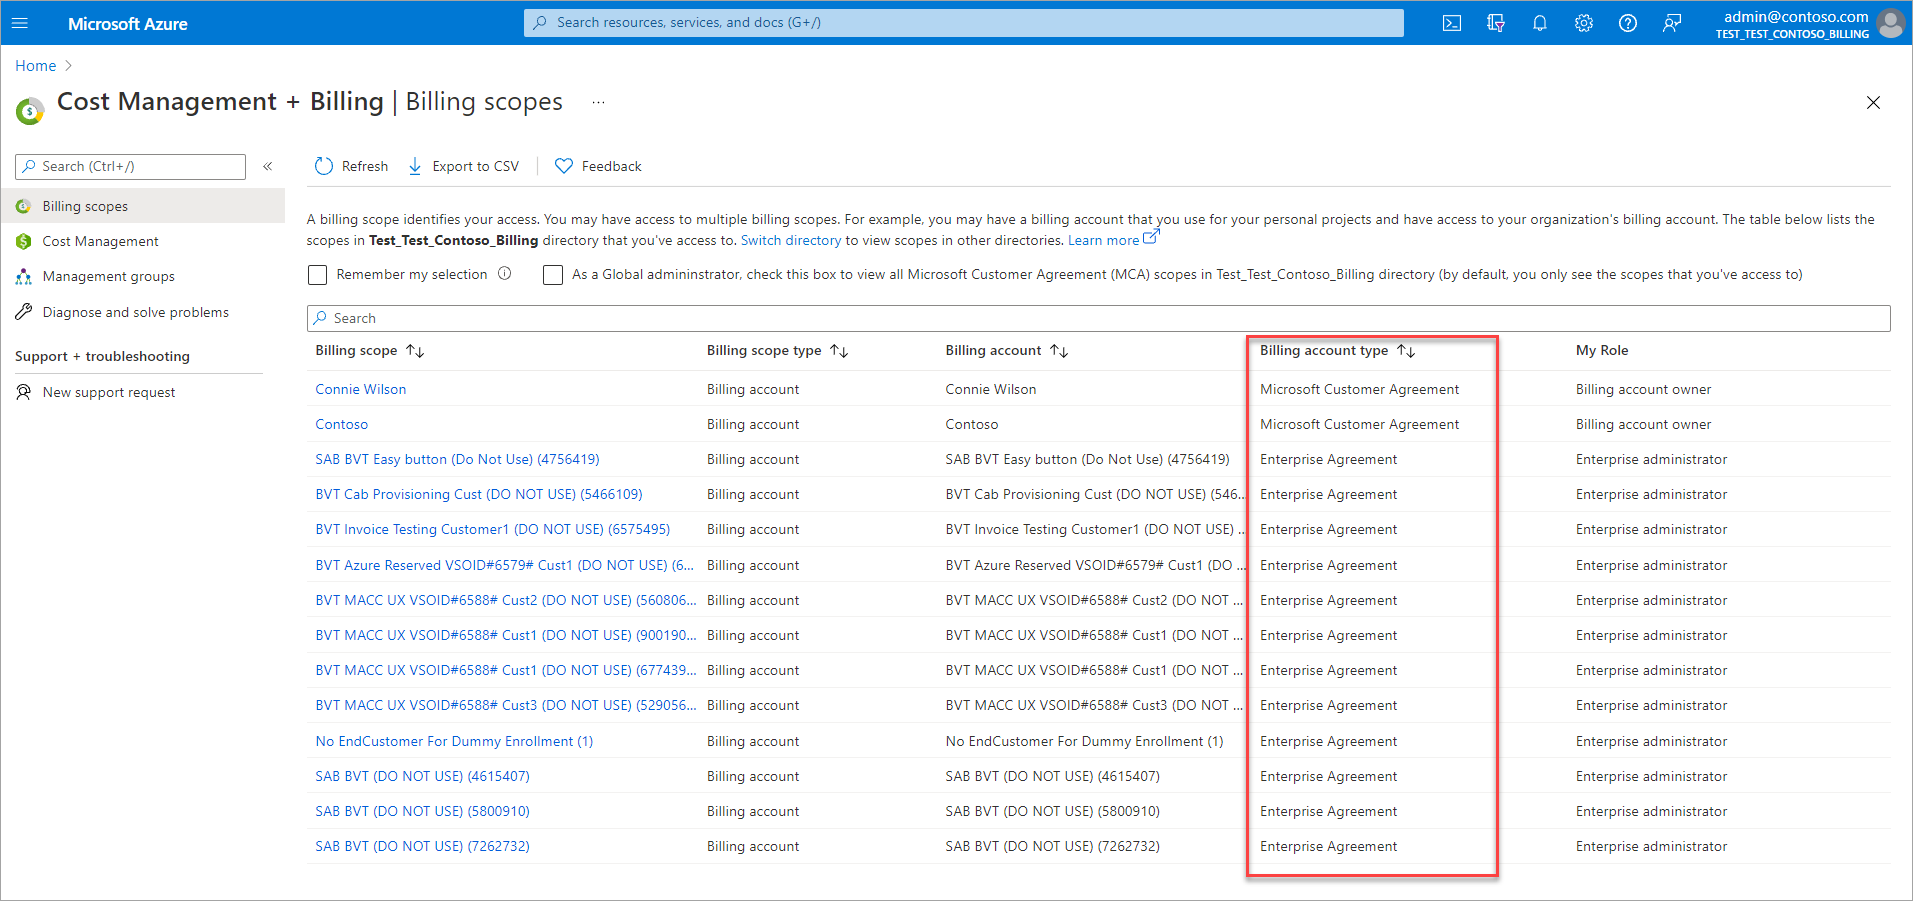 Microsoft Azure
Search resources, services, and docs (G+/)
admin@contoso.com
TEST_TEST_CONTOSO_BILLING
Home
Cost Management + Billing | Billing scopes ...
Search (Ctrl+/)
Billing scopes
Cost Management
Management groups
Diagnose and solve problems
Support + troubleshooting
New support request
Refresh Export to CSV Feedback
A billing scope identifies your access. You may have access to multiple billing scopes. For example, you may have a billing account that you use for your personal projects and have access to your organization's billing account. The table below lists the
scopes in Test_Test_Contoso_Billing directory that you've access to. Switch directory to view scopes in other directories. Learn more
Remember my selection As a Global admininstrator, check this box to view all Microsoft Customer Agreement (MCA) scopes in Test_Test_Contoso_Billing directory (by default, you only see the scopes that you've access to)
Search
Billing scope Billing scope type Billing account Billing account type My Role
Connie Wilson Billing account Connie Wilson Microsoft Customer Agreement Billing account owner
Contoso Billing account Contoso Microsoft Customer Agreement Billing account owner
SAB BVT Easy button (Do Not Use) (4756419) Billing account SAB BVT Easy button (Do Not Use) (4756419) Enterprise Agreement Enterprise administrator
BVT Cab Provisioning Cust (DO NOT USE) (5466109) Billing account BVT Cab Provisioning Cust (DO NOT USE) (546... Enterprise Agreement Enterprise administrator
BVT Invoice Testing Customer1 (DO NOT USE) (6575495) Billing account BVT Invoice Testing Customer1 (DO NOT USE) ... Enterprise Agreement Enterprise administrator
BVT Azure Reserved VSOID#6579# Cust1 (DO NOT USE) (6... Billing account BVT Azure Reserved VSOID#6579# Cust1 (DO ... Enterprise Agreement Enterprise administrator
BVT MACC UX VSOID#6588# Cust2 (DO NOT USE) (560806... Billing account BVT MACC UX VSOID#6588# Cust2 (DO NOT ... Enterprise Agreement Enterprise administrator
BVT MACC UX VSOID#6588# Cust1 (DO NOT USE) (900190... Billing account BVT MACC UX VSOID#6588# Cust1 (DO NOT ... Enterprise Agreement Enterprise administrator
BVT MACC UX VSOID#6588# Cust1 (DO NOT USE) (677439... Billing account BVT MACC UX VSOID#6588# Cust1 (DO NOT ... Enterprise Agreement Enterprise administrator
BVT MACC UX VSOID#6588# Cust3 (DO NOT USE) (529056... Billing account BVT MACC UX VSOID#6588# Cust3 (DO NOT ... Enterprise Agreement Enterprise administrator
No EndCustomer For Dummy Enrollment (1) Billing account No EndCustomer For Dummy Enrollment (1) Enterprise Agreement Enterprise administrator
SAB BVT (DO NOT USE) (4615407) Billing account SAB BVT (DO NOT USE) (4615407) Enterprise Agreement Enterprise administrator
SAB BVT (DO NOT USE) (5800910) Billing account SAB BVT (DO NOT USE) (5800910) Enterprise Agreement Enterprise administrator
SAB BVT (DO NOT USE) (7262732) Billing account SAB BVT (DO NOT USE) (7262732) Enterprise Agreement Enterprise administrator